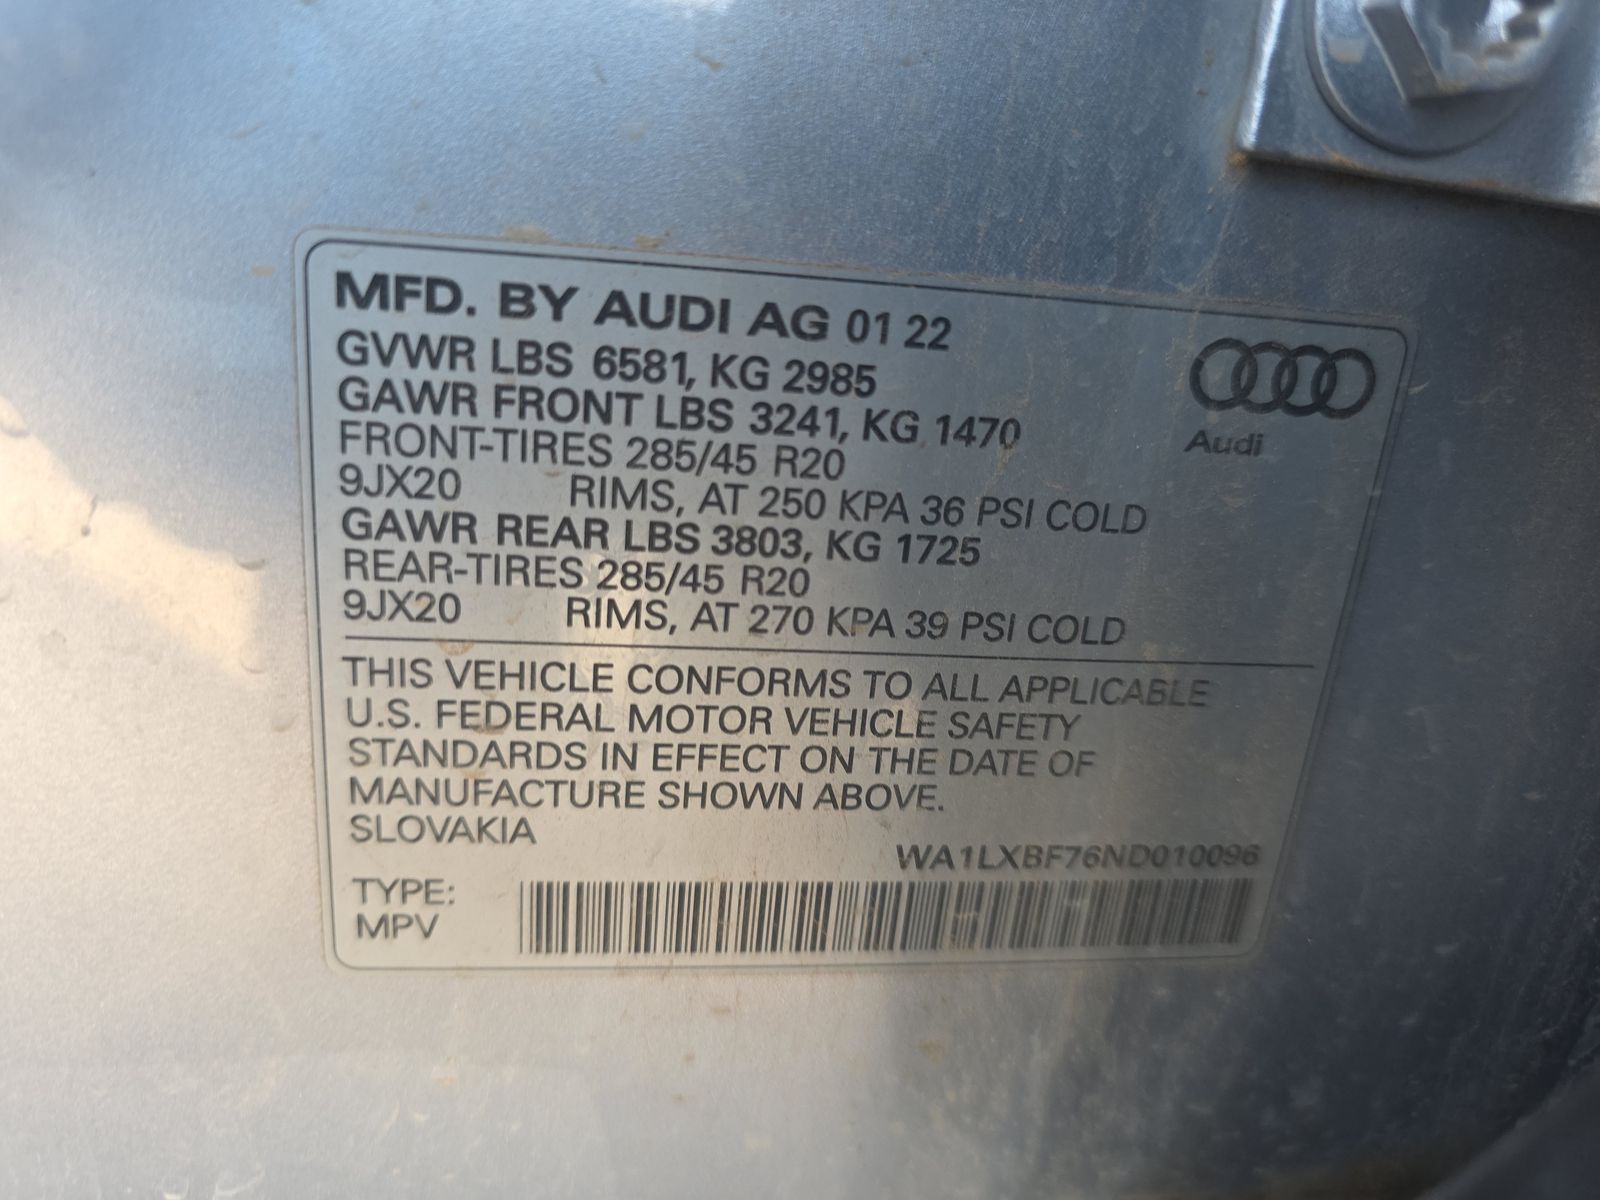 MFD. BY AUDI AG 01 22
GVWR LBS 6581, KG 2985
GAWR FRONT LBS 3241, KG 1470
FRONT-TIRES 285/45 R20
9JX20 RIMS, AT 250 KPA 36 PSI COLD
GAWR REAR LBS 3803, KG 1725
REAR-TIRES 285/45 R20
9JX20 RIMS, AT 270 KPA 39 PSI COLD
Audi
THIS VEHICLE CONFORMS TO ALL APPLICABLE
U.S. FEDERAL MOTOR VEHICLE SAFETY
STANDARDS IN EFFECT ON THE DATE OF
MANUFACTURE SHOWN ABOVE.
SLOVAKIA
WA1LXBF76ND010096
TYPE:
MPV